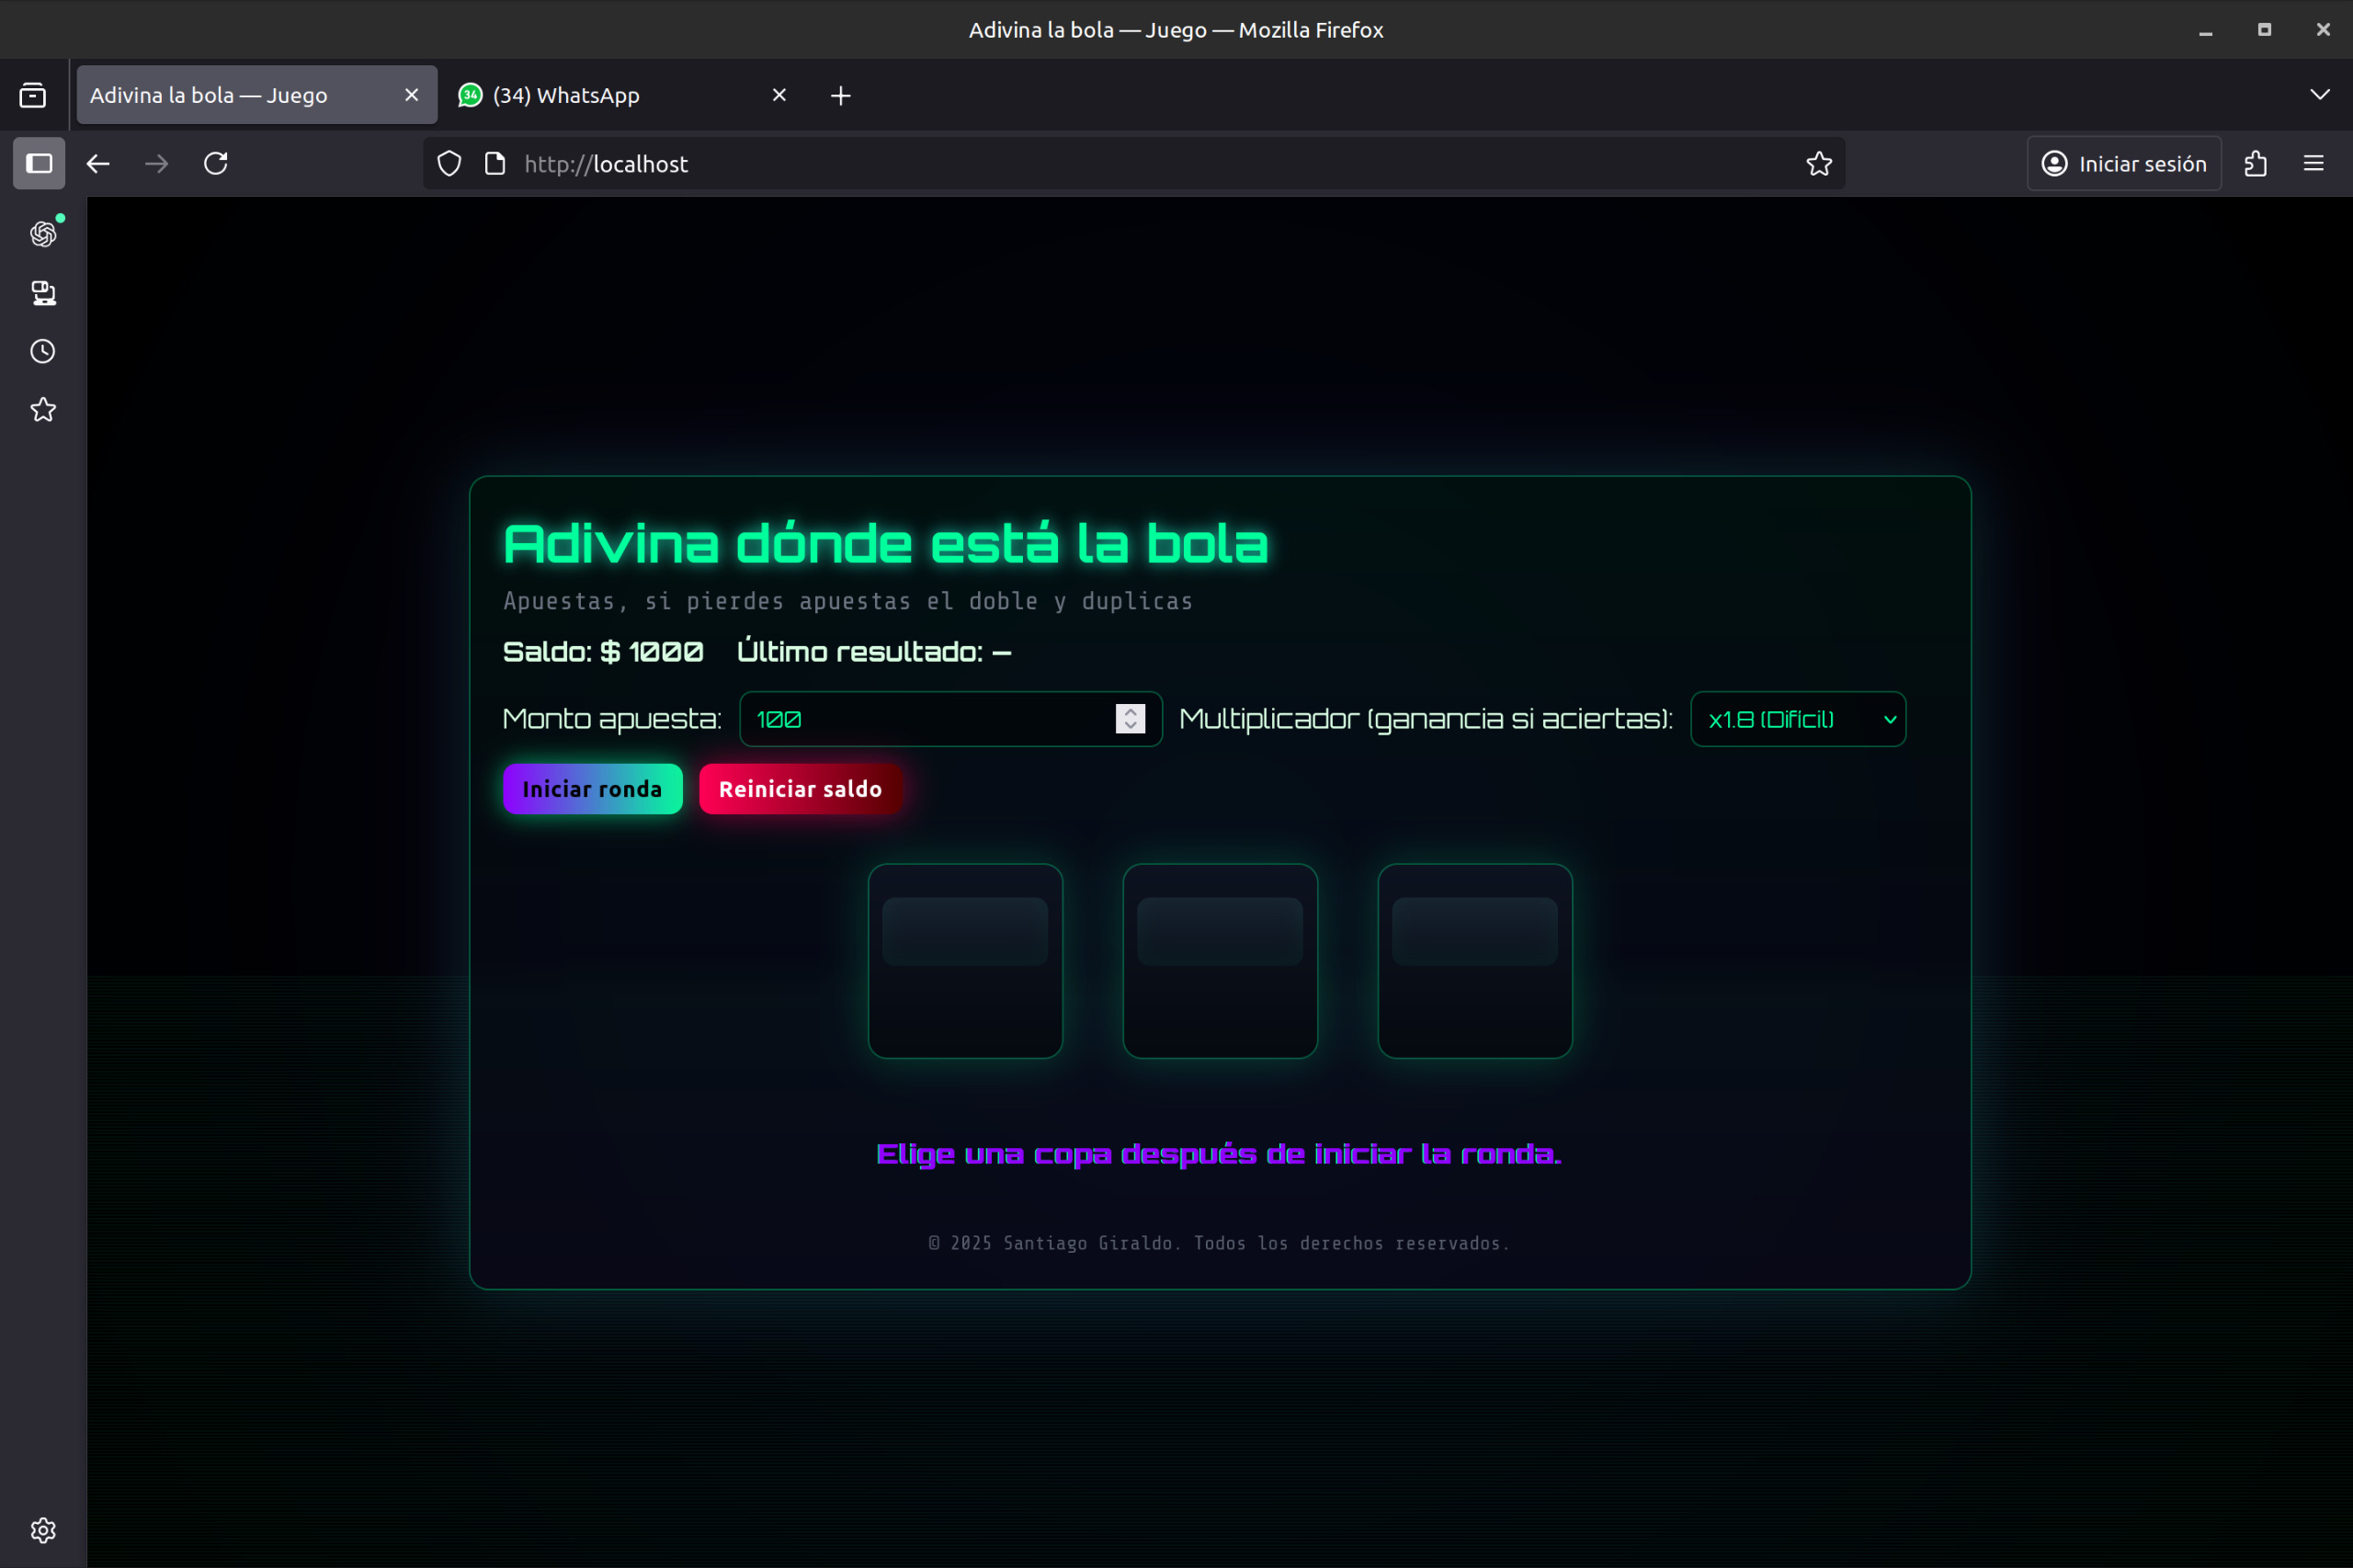 Adivina la bola — Juego — Mozilla Firefox
Adivina la bola — Juego
34 (34) WhatsApp
http://localhost
Iniciar sesión
Adivina dónde está la bola
Apuestas, si pierdes apuestas el doble y duplicas
Saldo: $ 1000 Último resultado: —
Monto apuesta: 100 Multiplicador (ganancia si aciertas): x1.8 (Difícil)
Iniciar ronda Reiniciar saldo
Elige una copa después de iniciar la ronda.
© 2025 Santiago Giraldo. Todos los derechos reservados.